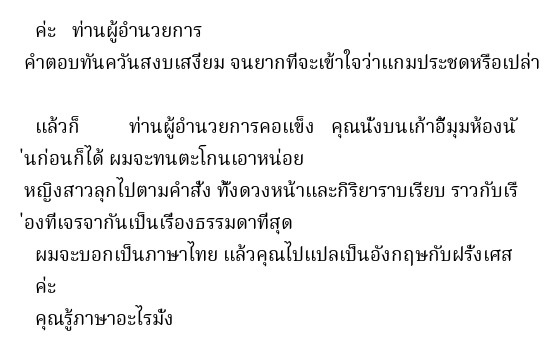 ค่ะ ท่านผู้อำนวยการ
คำตอบทันควันสงบเสงี่ยม จนยากที่จะเข้าใจว่าแกมประชดหรือเปล่า
แล้วก็ ท่านผู้อำนวยการคอแข็ง คุณนั่งบนเก้าอี้มุมห้องนั
่นก่อนก็ได้ ผมจะทนตะโกนเอาหน่อย
หญิงสาวลุกไปตามคำสั่ง ทั้งดวงหน้าและกิริยาราบเรียบ ราวกับเรื
่องที่เจรจากันเป็นเรื่องธรรมดาที่สุด
ผมจะบอกเป็นภาษาไทย แล้วคุณไปแปลเป็นอังกฤษกับฝรั่งเศส
ค่ะ
คุณรู้ภาษาอะไรมั่ง